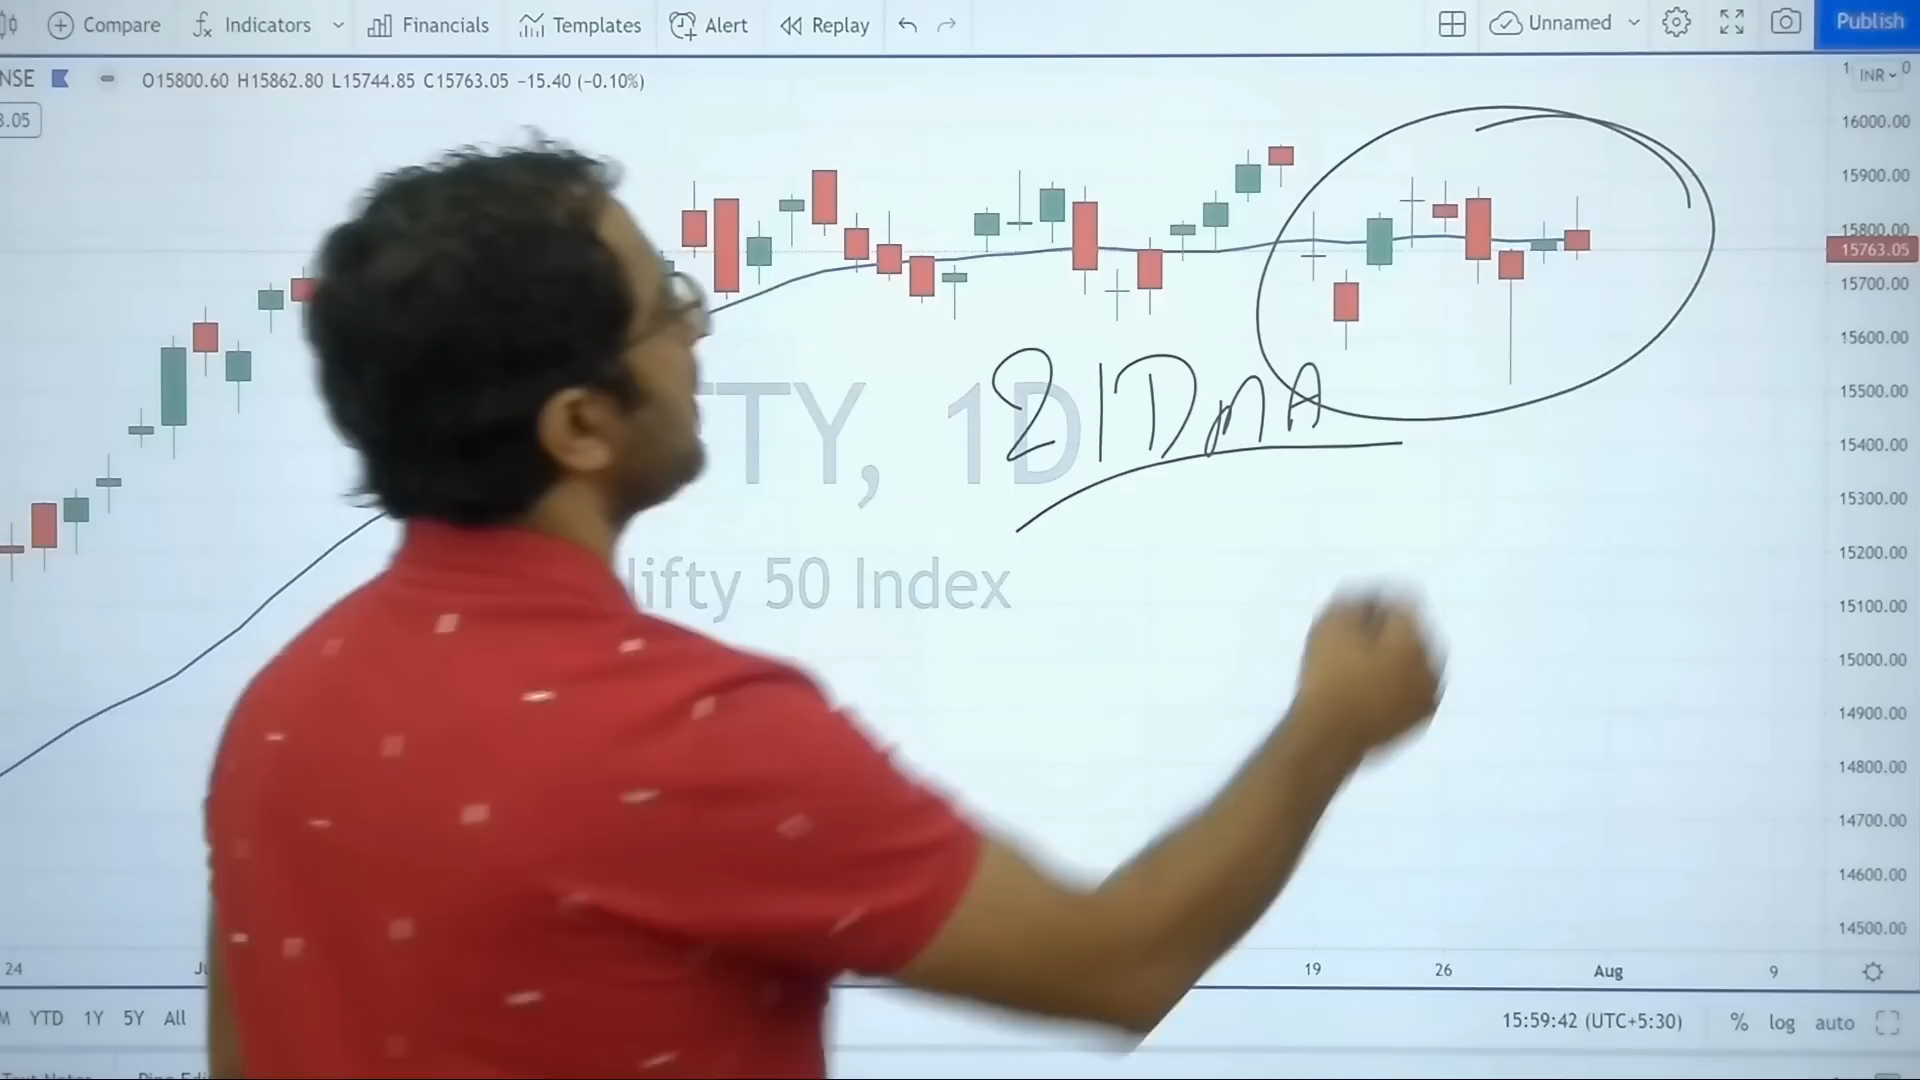 Compare Indicators Financials Templates Alert Replay Unnamed Publish
NSE O15800.60 H15862.80 L15744.85 C15763.05 −15.40 (−0.10%)
INR
3.05
16000.00
15900.00
15800.00
15763.05
15700.00
15600.00
15500.00
15400.00
15300.00
15200.00
15100.00
15000.00
14900.00
14800.00
14700.00
14600.00
14500.00
21DMA
TY, 1D
ifty 50 Index
24 19 26 Aug 9
YTD 1Y 5Y All 15:59:42 (UTC+5:30) % log auto